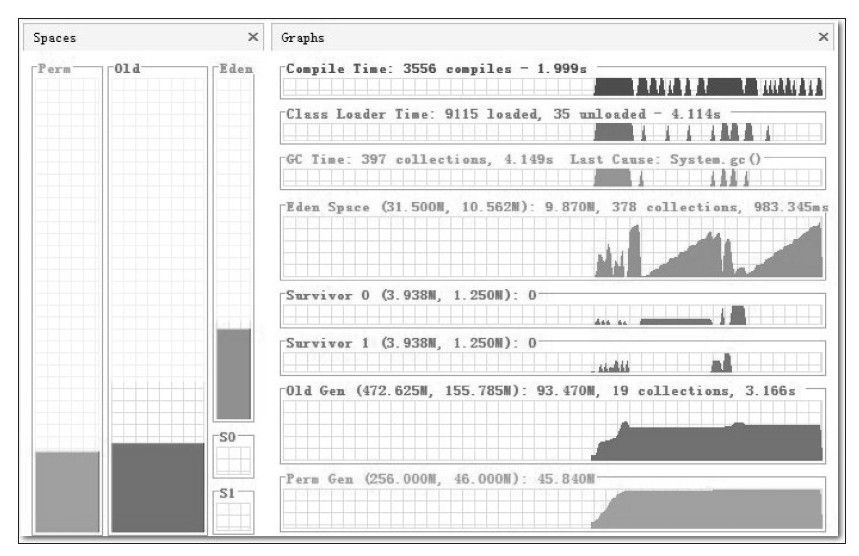 Spaces
Graphs
Perm
Old
Eden
S0
S1
Compile Time: 3556 compiles - 1.999s
Class Loader Time: 9115 loaded, 35 unloaded - 4.114s
GC Time: 397 collections, 4.149s Last Cause: System.gc()
Eden Space (31.500M, 10.562M): 9.870M, 378 collections, 983.345ms
Survivor 0 (3.938M, 1.250M): 0
Survivor 1 (3.938M, 1.250M): 0
Old Gen (472.625M, 155.785M): 93.470M, 19 collections, 3.166s
Perm Gen (256.000M, 46.000M): 45.840M